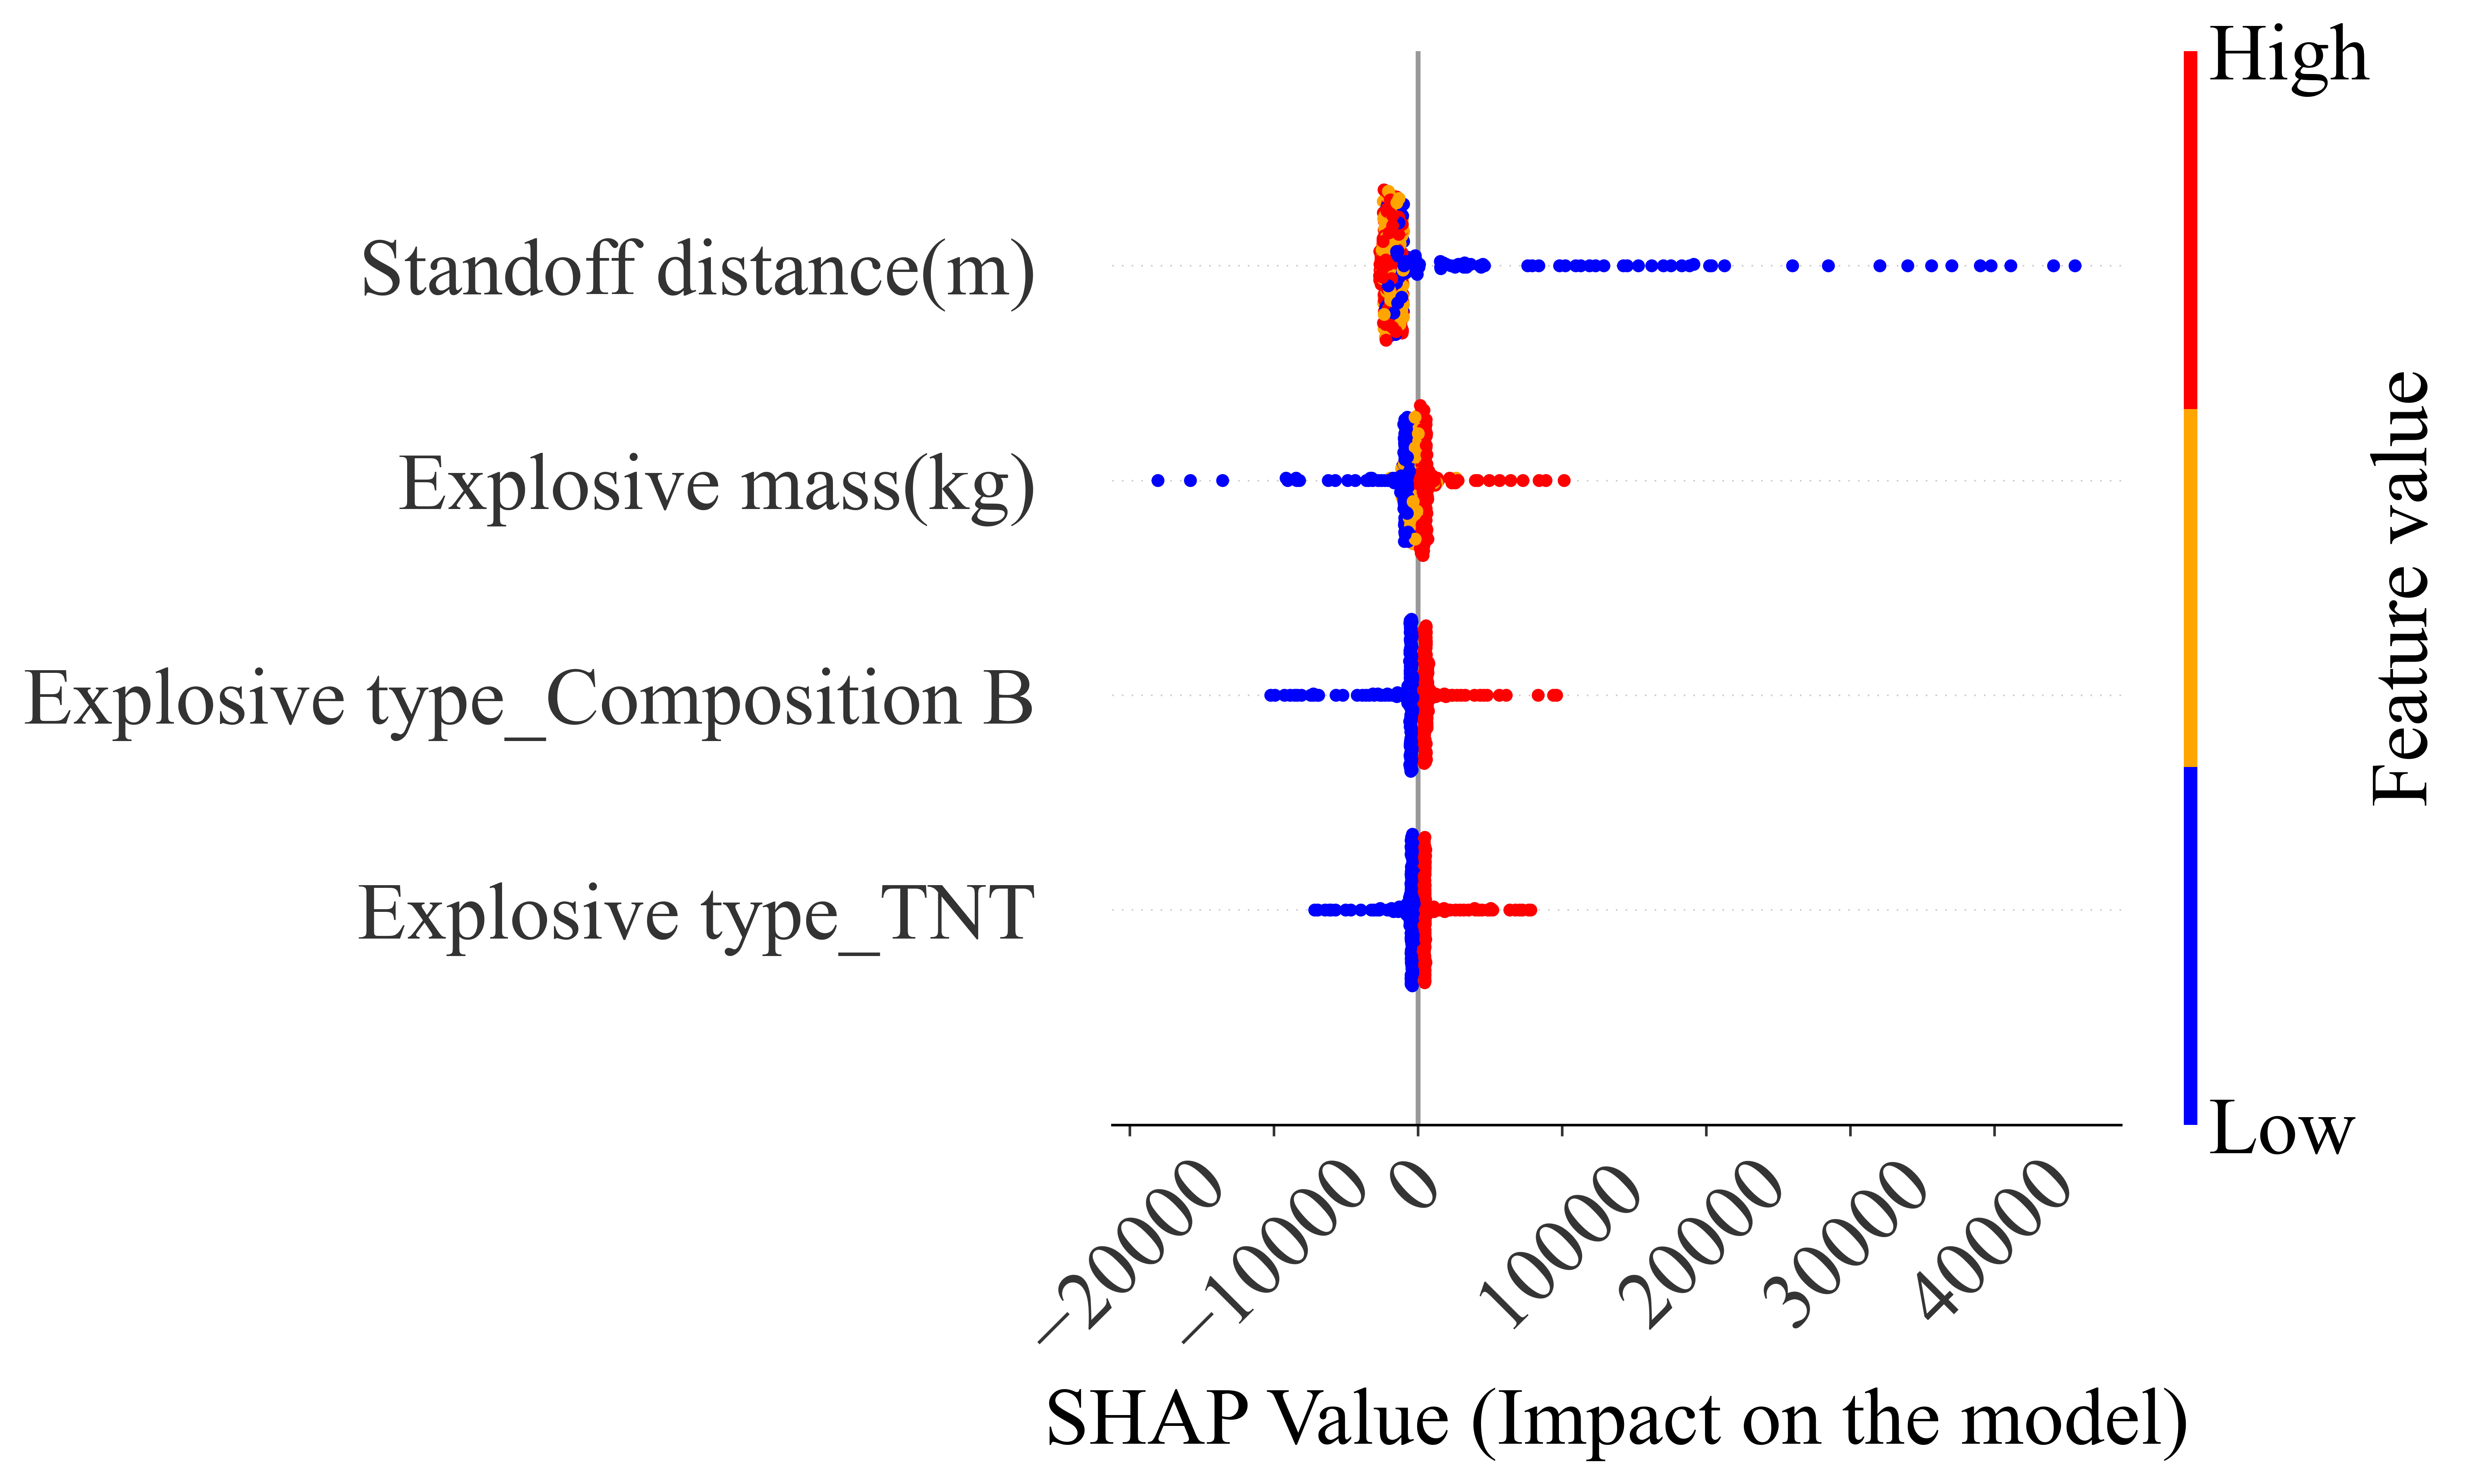 High
Standoff distance(m)
Explosive mass(kg)
Explosive type_Composition B
Explosive type_TNT
Feature value
Low
−20000
−10000
0
10000
20000
30000
40000
SHAP Value (Impact on the model)